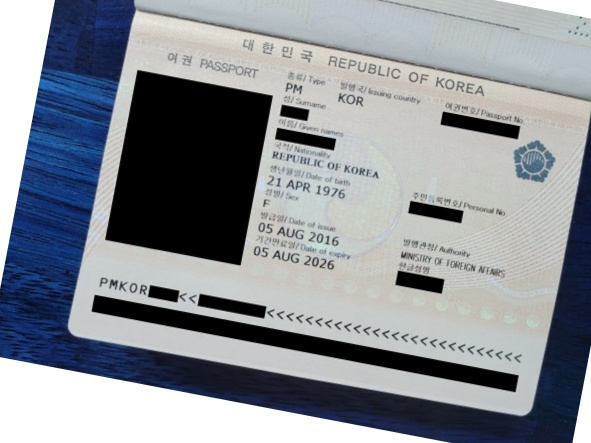 대한민국 REPUBLIC OF KOREA
여권 PASSPORT
종류/ Type 발행국/ Issuing country 여권번호/ Passport No.
PM KOR
성/ Surname
이름/ Given names
국적/ Nationality
REPUBLIC OF KOREA
생년월일/ Date of birth 주민등록번호/ Personal No.
21 APR 1976
성별/ Sex
F
발급일/ Date of issue 발행관청/ Authority
05 AUG 2016 MINISTRY OF FOREIGN AFFAIRS
기간만료일/ Date of expiry 한글성명
05 AUG 2026
PMKOR<<<<<<<<<<<<<<<<<<<<<<<<<<<<<